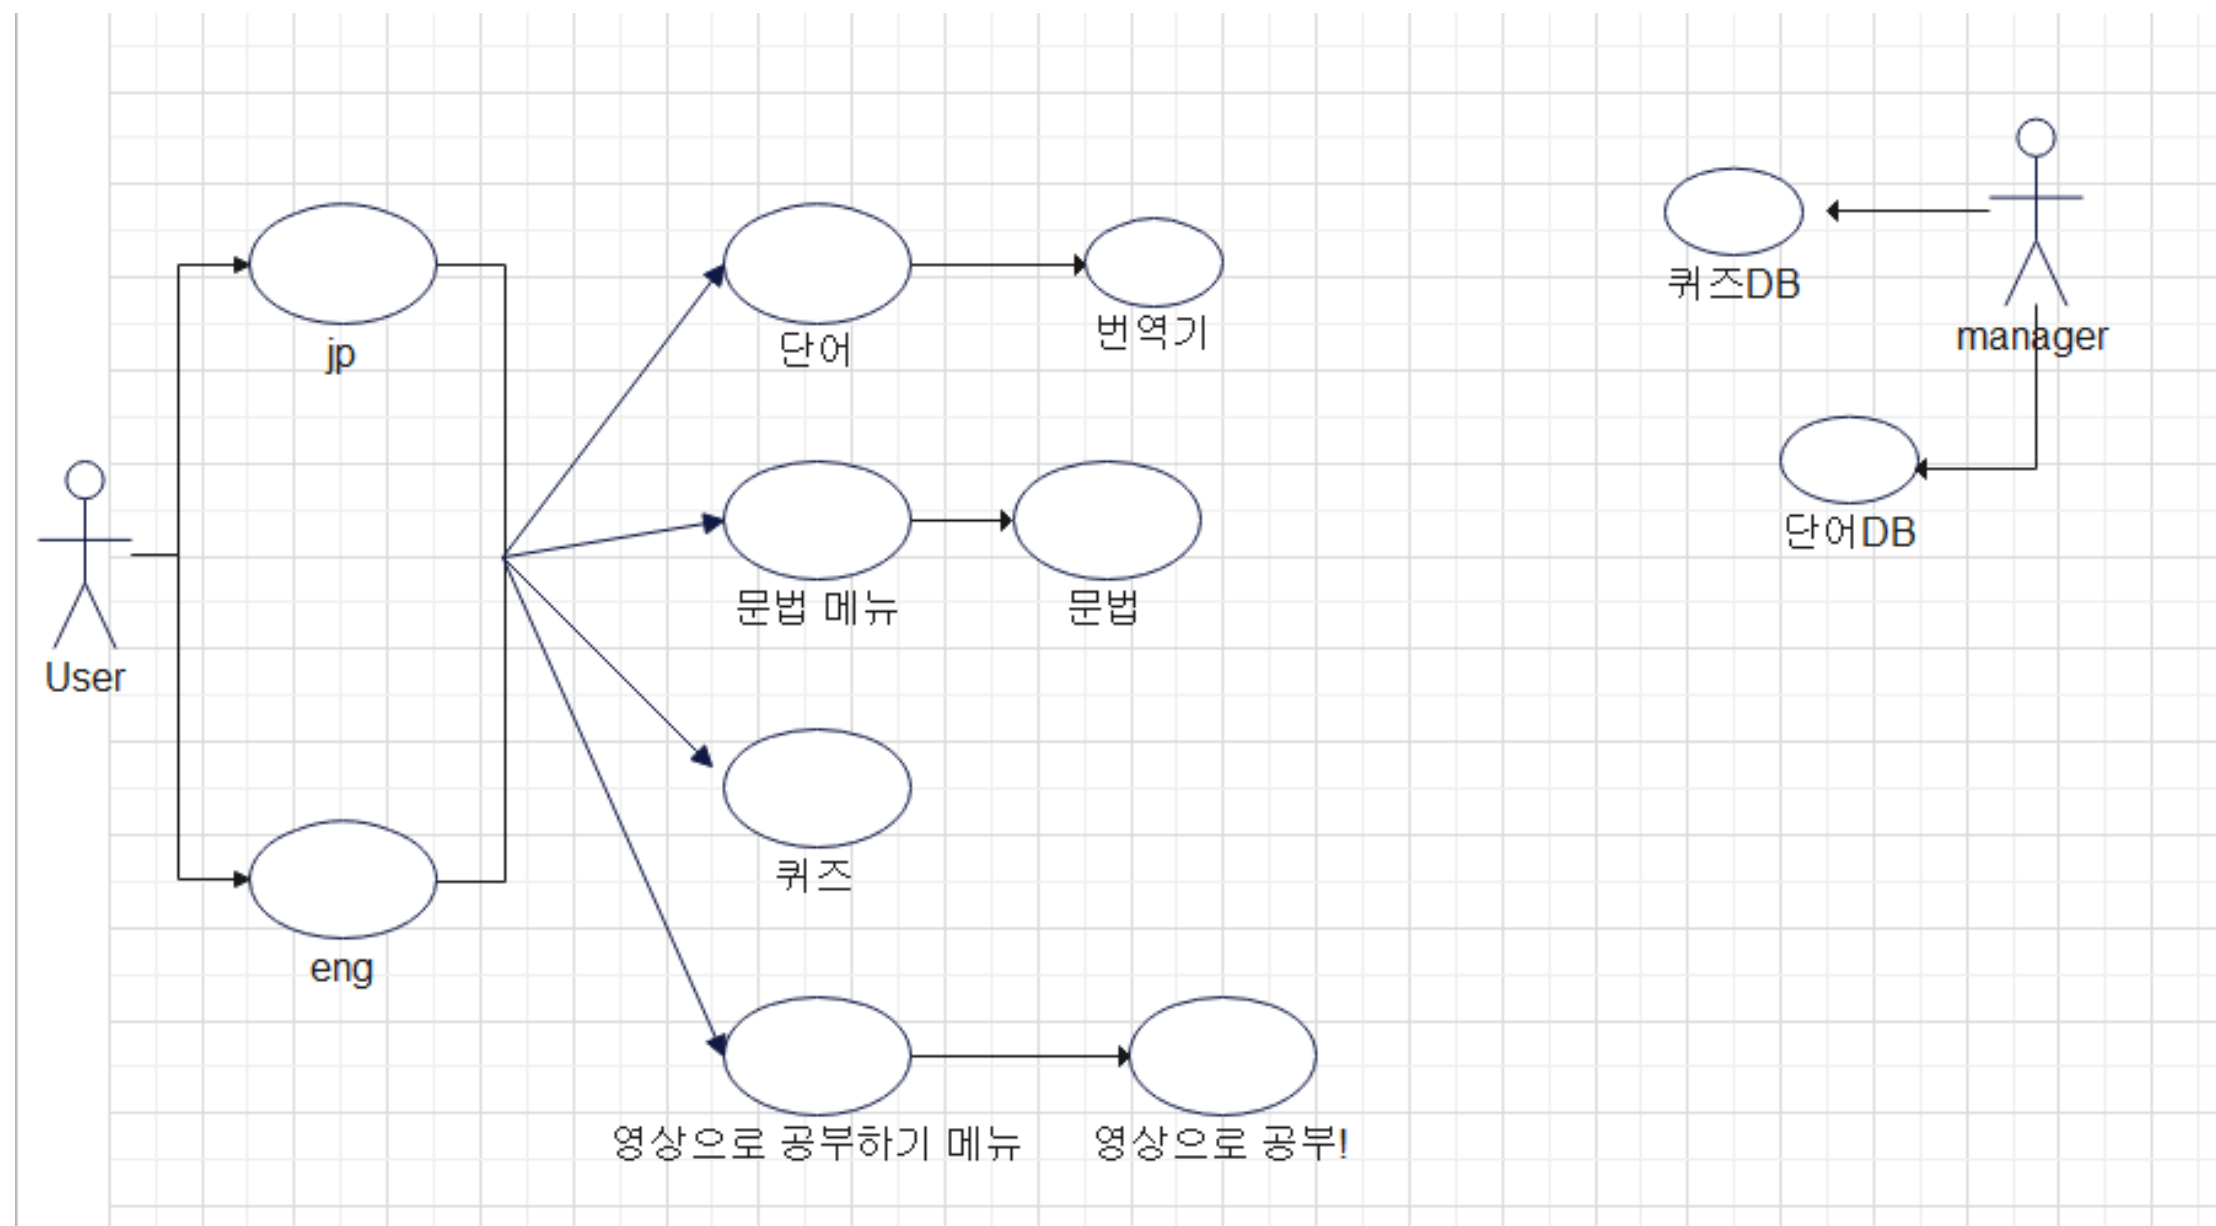 jp
User
eng
단어
번역기
문법 메뉴
문법
퀴즈
영상으로 공부하기 메뉴
영상으로 공부!
퀴즈DB
manager
단어DB